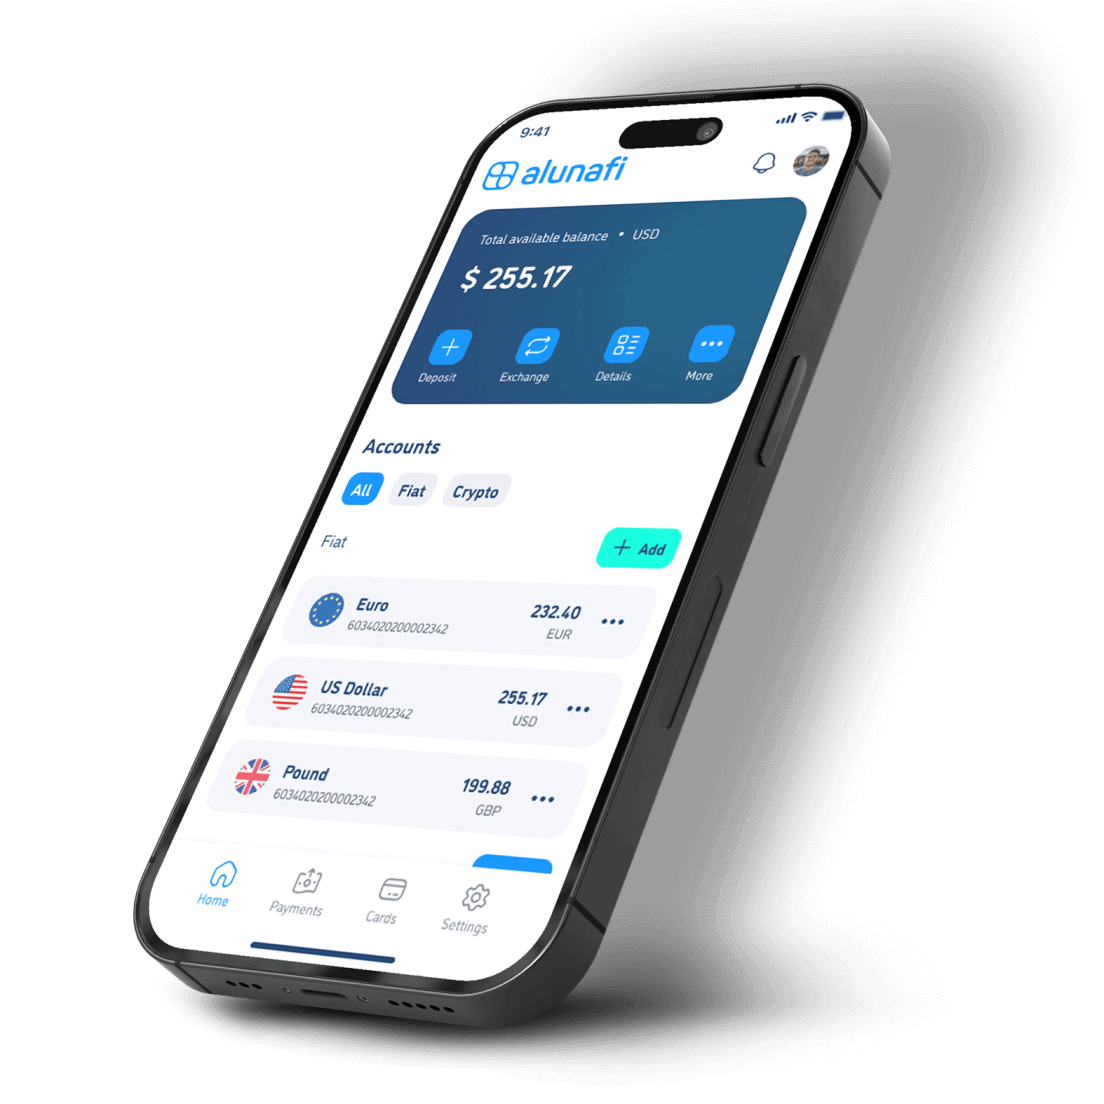 9:41
alunafi
Total available balance • USD
$ 255.17
Deposit Exchange Details More
Accounts
All Fiat Crypto
Fiat
+ Add
Euro 232.40
6034020200002342 EUR
US Dollar 255.17
6034020200002342 USD
Pound 199.88
6034020200002342 GBP
Home Payments Cards Settings